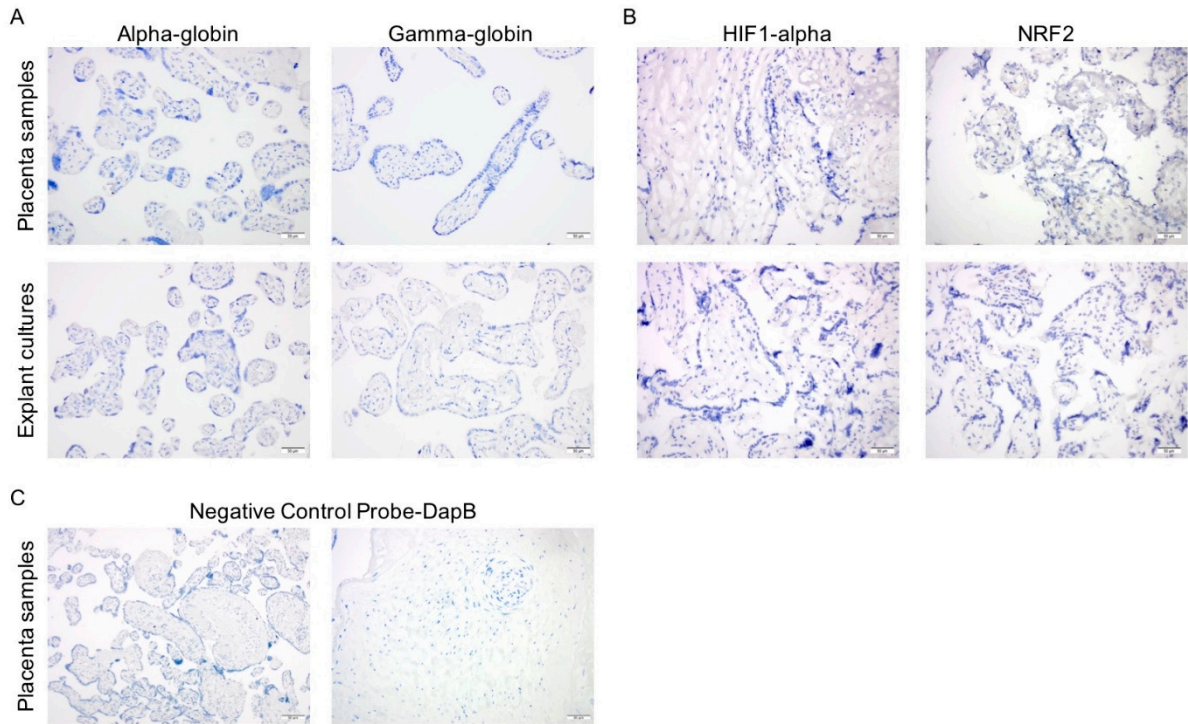 A
B
Alpha-globin
Gamma-globin
HIF1-alpha
NRF2
Placenta samples
Explant cultures
C
Negative Control Probe-DapB
Placenta samples